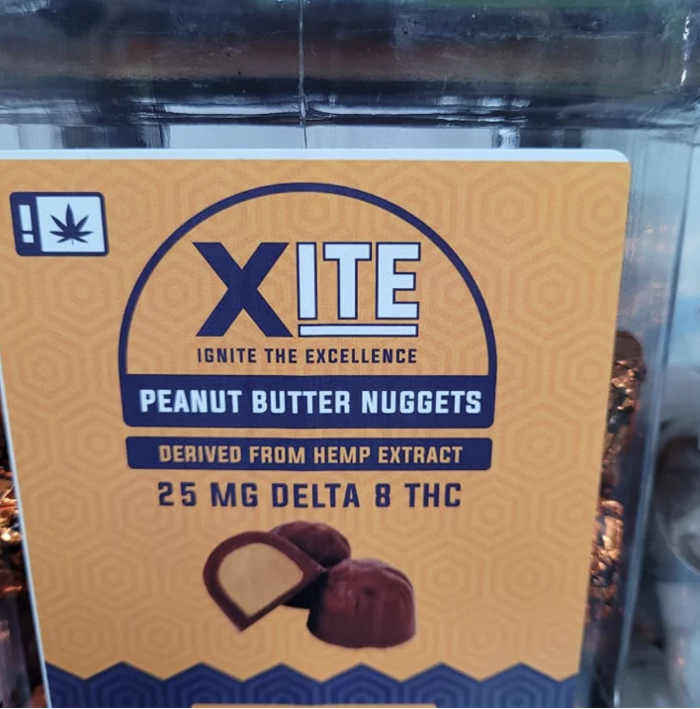 XITE
IGNITE THE EXCELLENCE
PEANUT BUTTER NUGGETS
DERIVED FROM HEMP EXTRACT
25 MG DELTA 8 THC